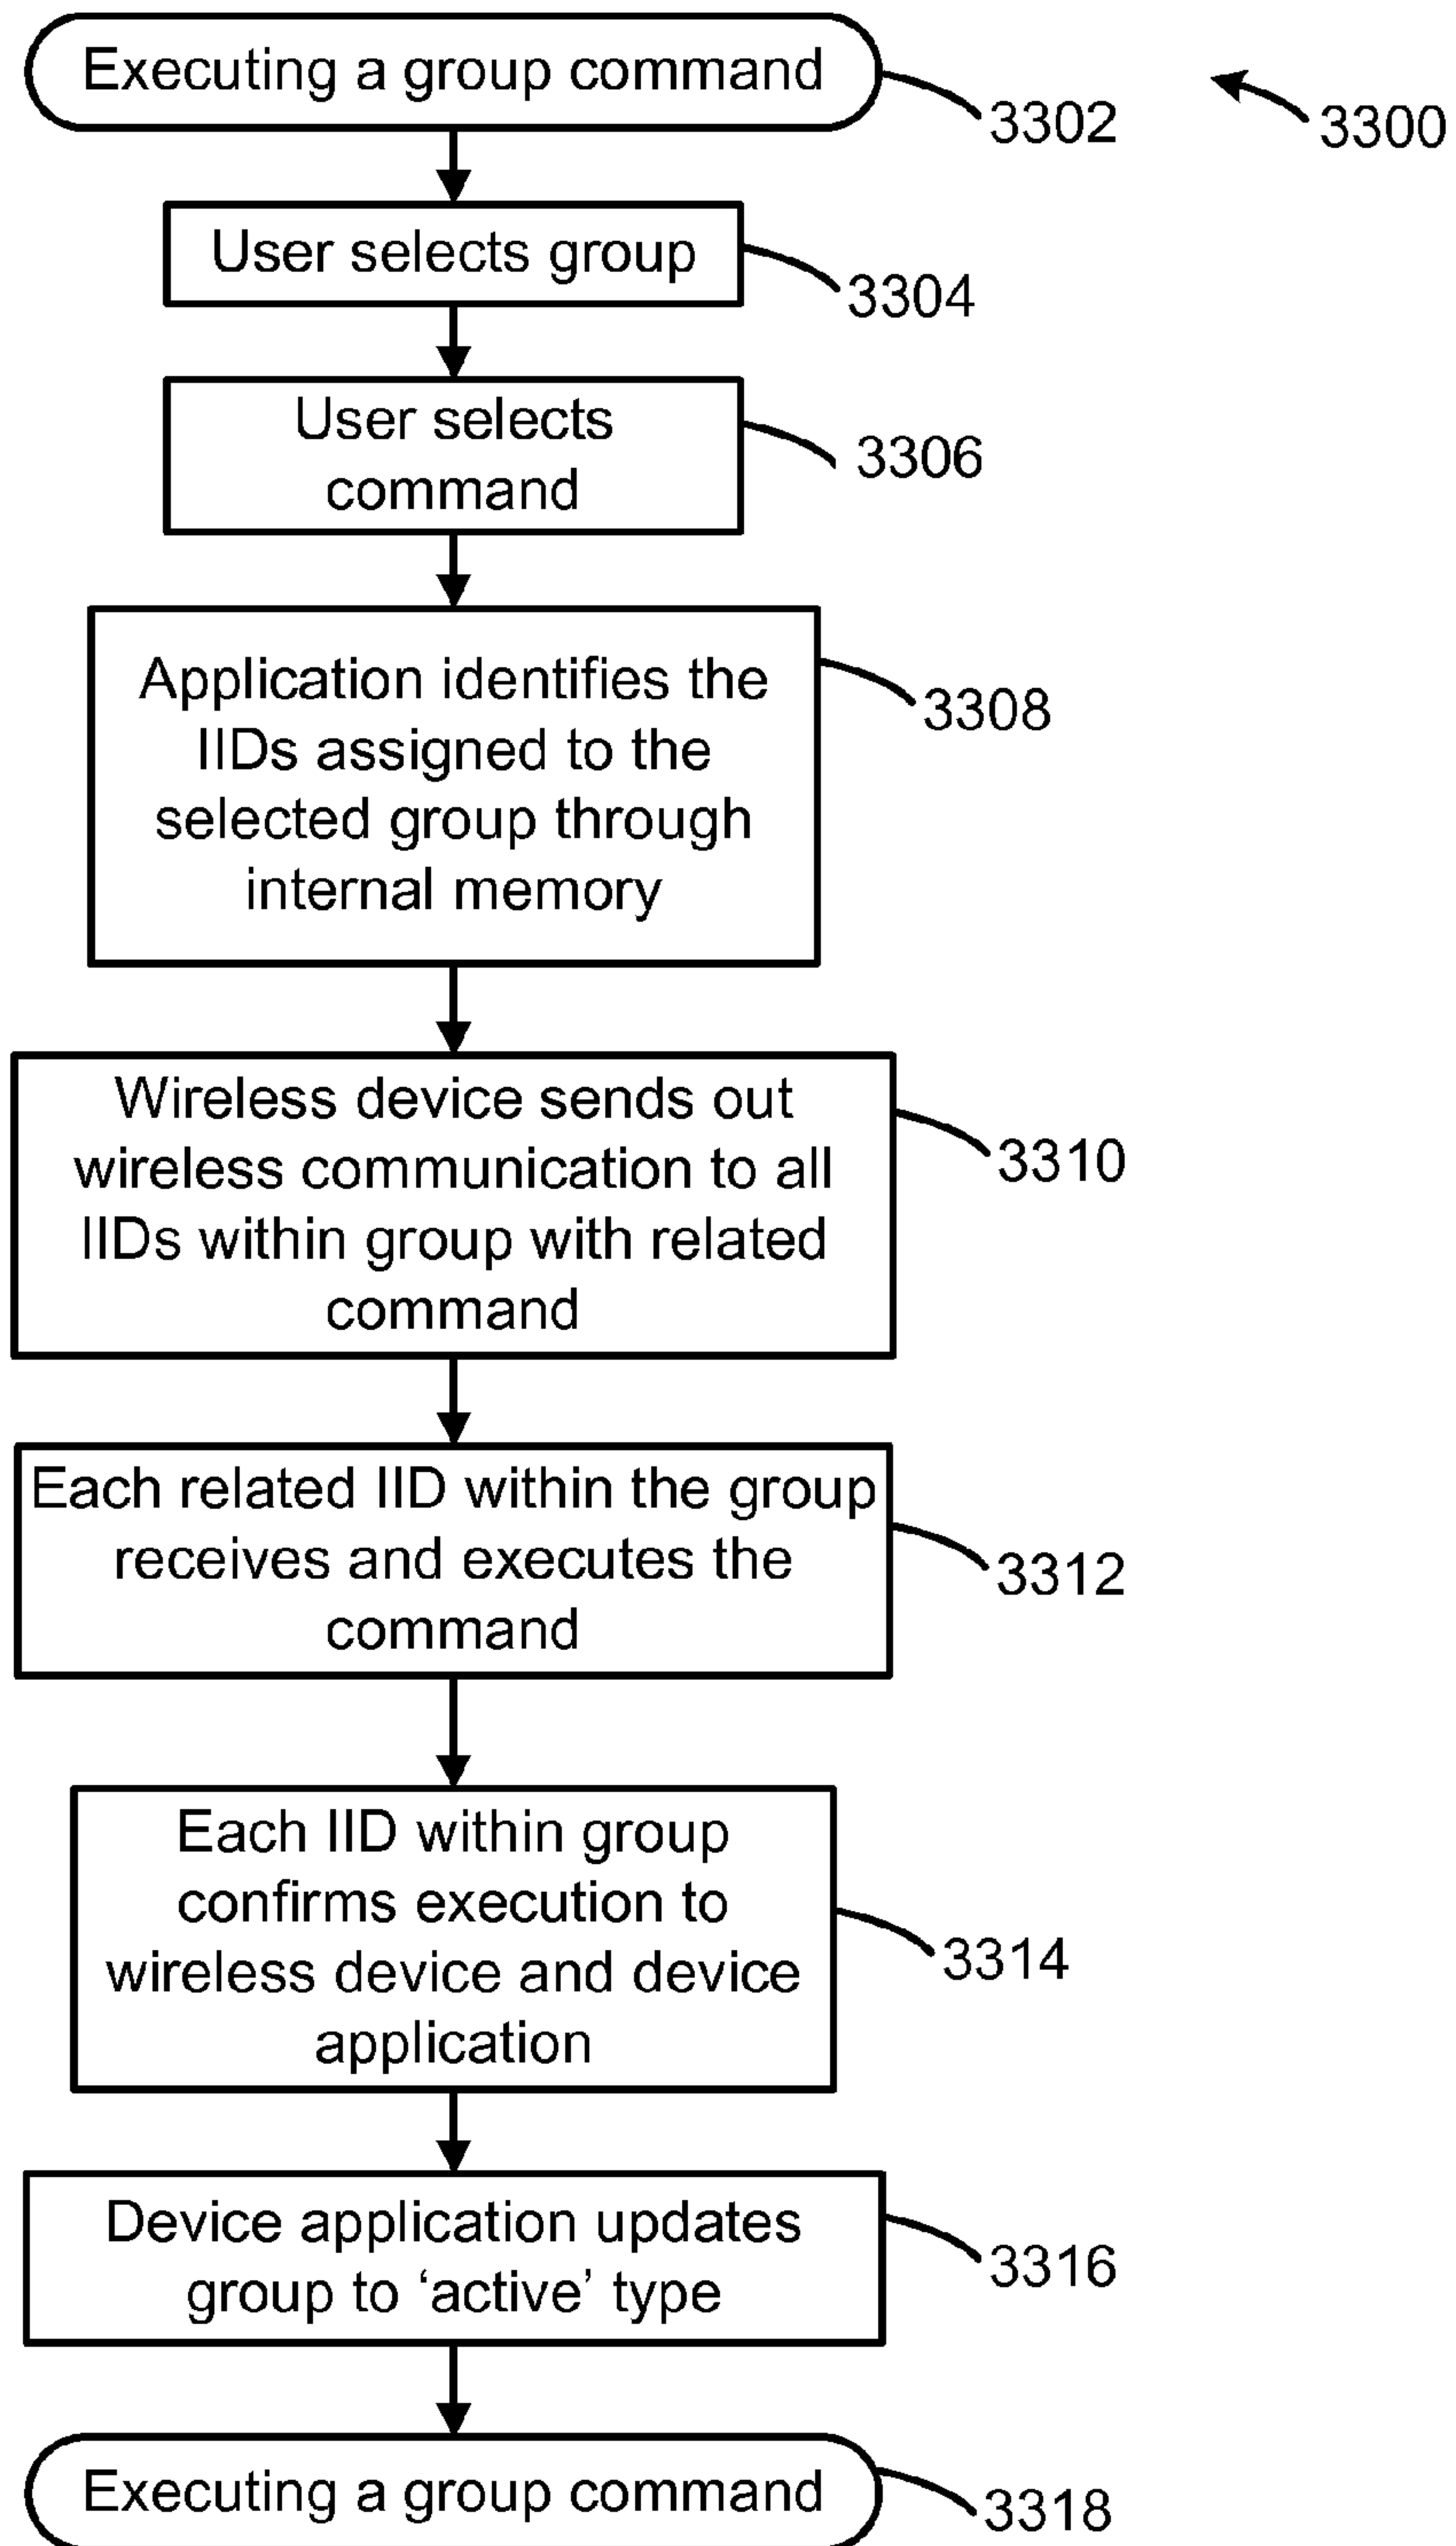 Executing a group command
3302
3300
User selects group
3304
User selects
command
3306
Application identifies the
IIDs assigned to the
selected group through
internal memory
3308
Wireless device sends out
wireless communication to all
IIDs within group with related
command
3310
Each related IID within the group
receives and executes the
command
3312
Each IID within group
confirms execution to
wireless device and device
application
3314
Device application updates
group to ‘active’ type
3316
Executing a group command
3318